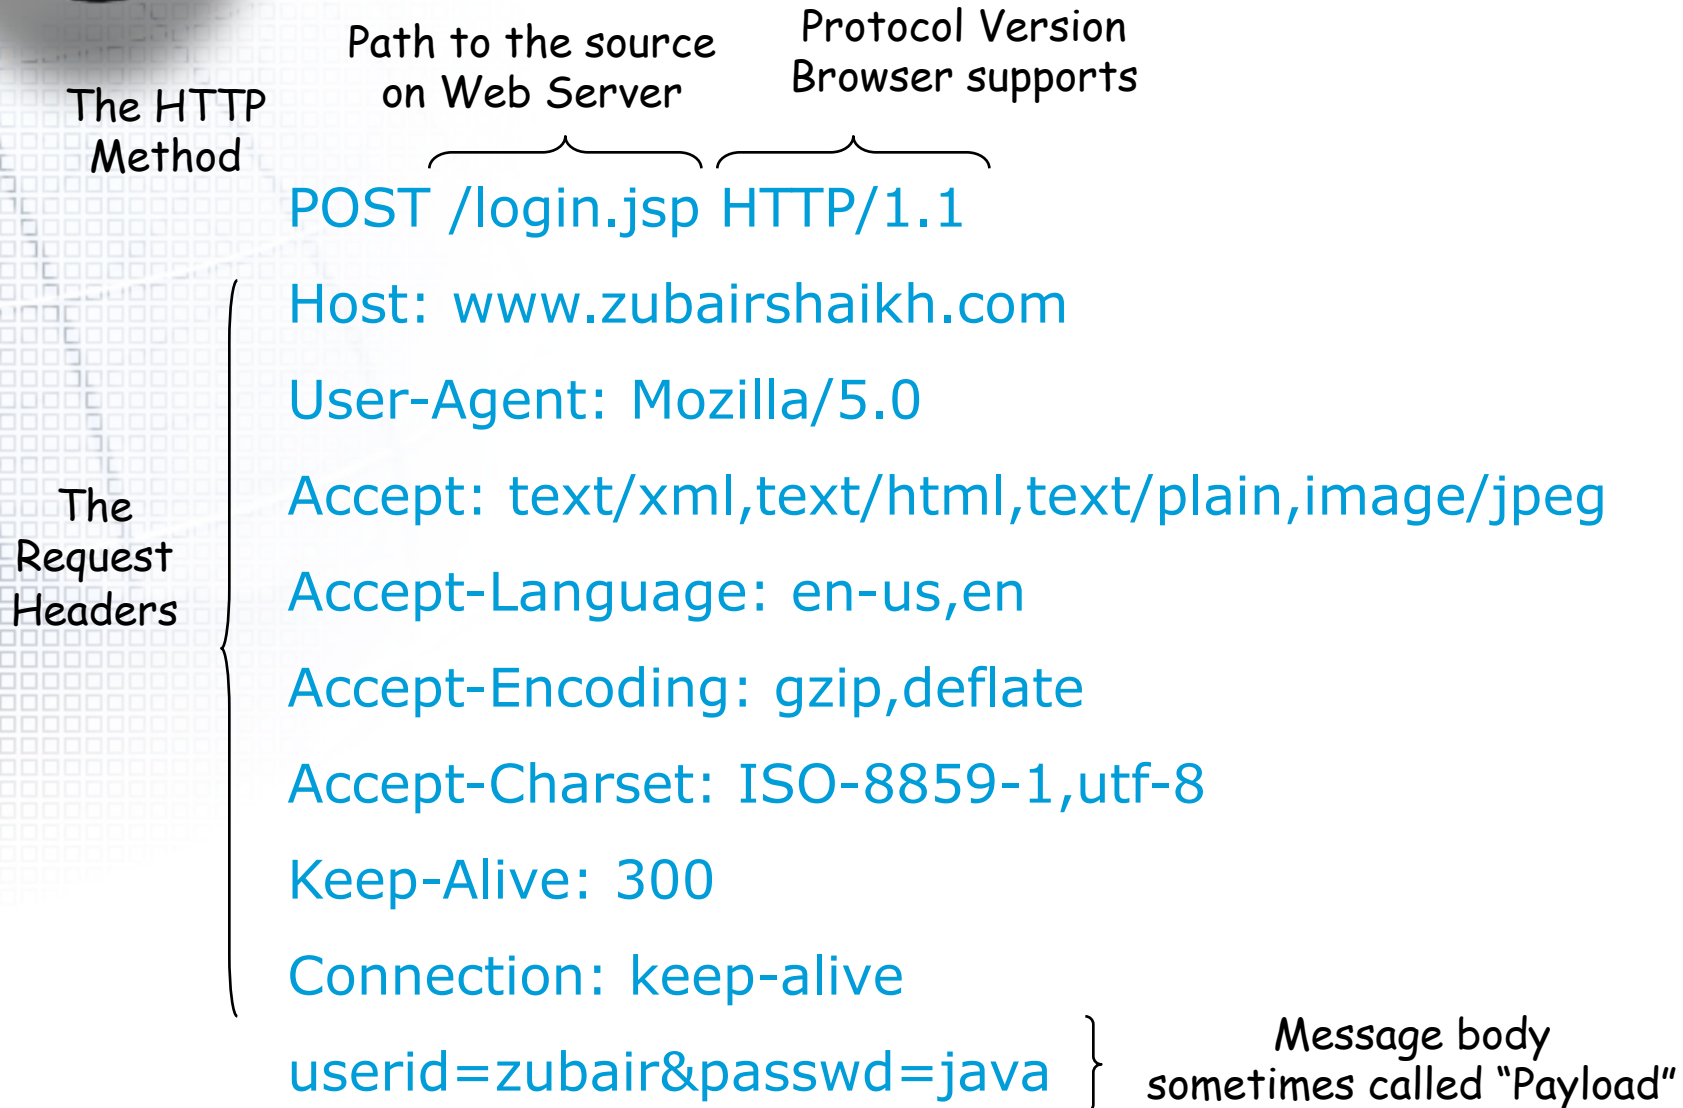 Path to the source
on Web Server
Protocol Version
Browser supports
The HTTP
Method
POST /login.jsp HTTP/1.1
Host: www.zubairshaikh.com
User-Agent: Mozilla/5.0
Accept: text/xml,text/html,text/plain,image/jpeg
The
Request
Headers
Accept-Language: en-us,en
Accept-Encoding: gzip,deflate
Accept-Charset: ISO-8859-1,utf-8
Keep-Alive: 300
Connection: keep-alive
userid=zubair&passwd=java
Message body
sometimes called “Payload”